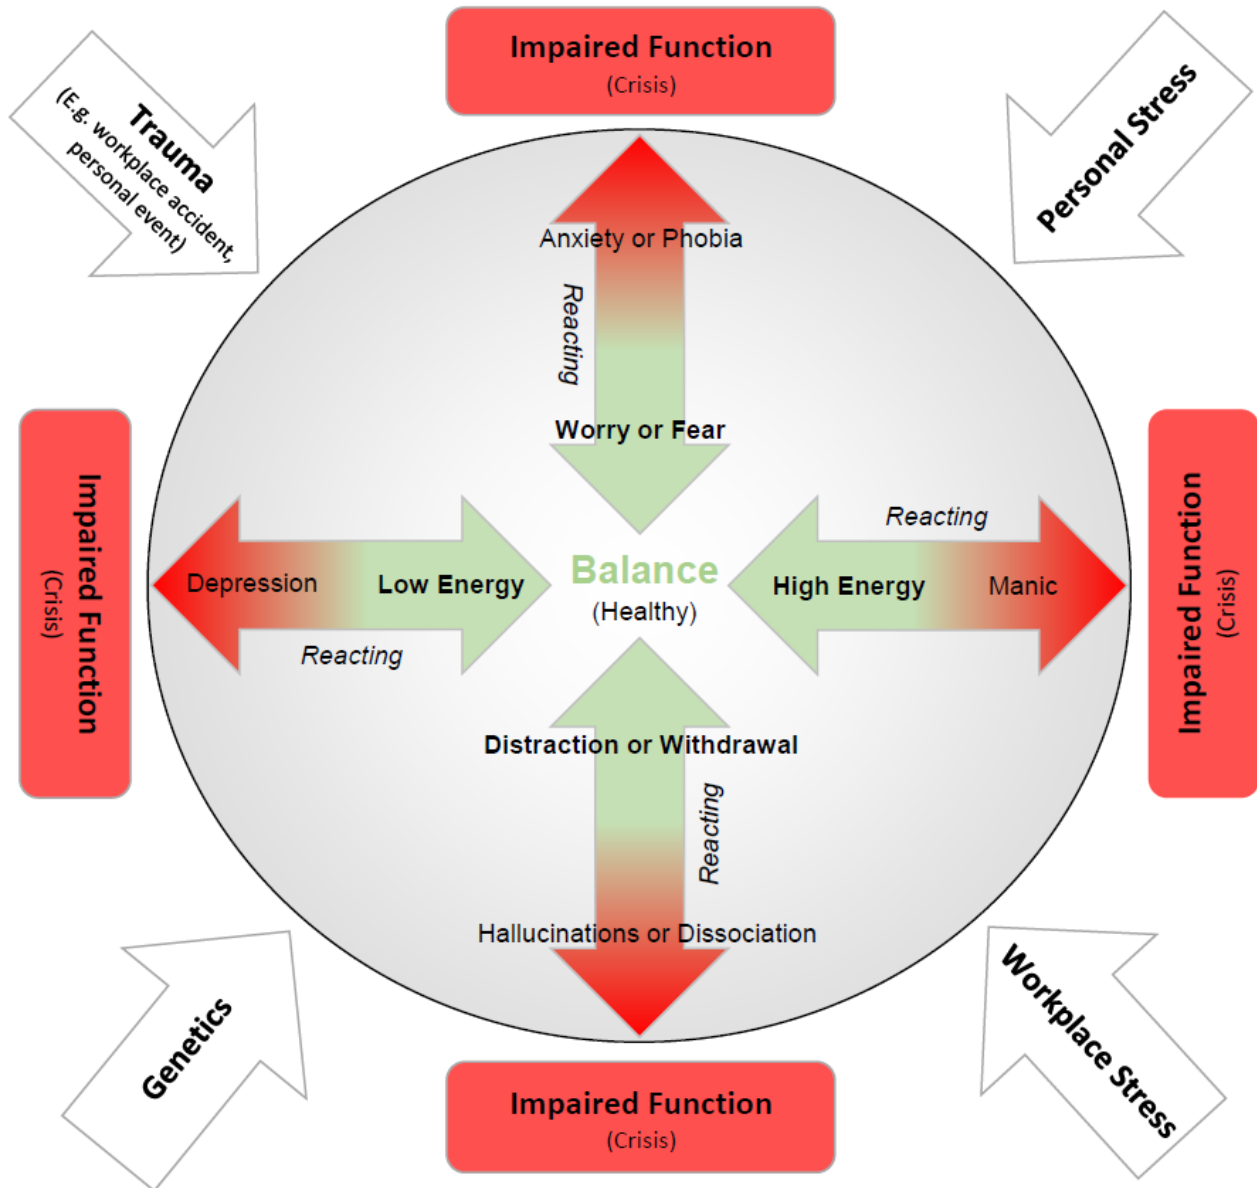 Impaired Function
(Crisis)
Trauma
(E.g. workplace accident,
personal event)
Personal Stress
Anxiety or Phobia
Reacting
Worry or Fear
Impaired Function
(Crisis)
Depression
Low Energy
Reacting
Balance
(Healthy)
Reacting
High Energy
Manic
Impaired Function
(Crisis)
Distraction or Withdrawal
Reacting
Hallucinations or Dissociation
Genetics
Workplace Stress
Impaired Function
(Crisis)